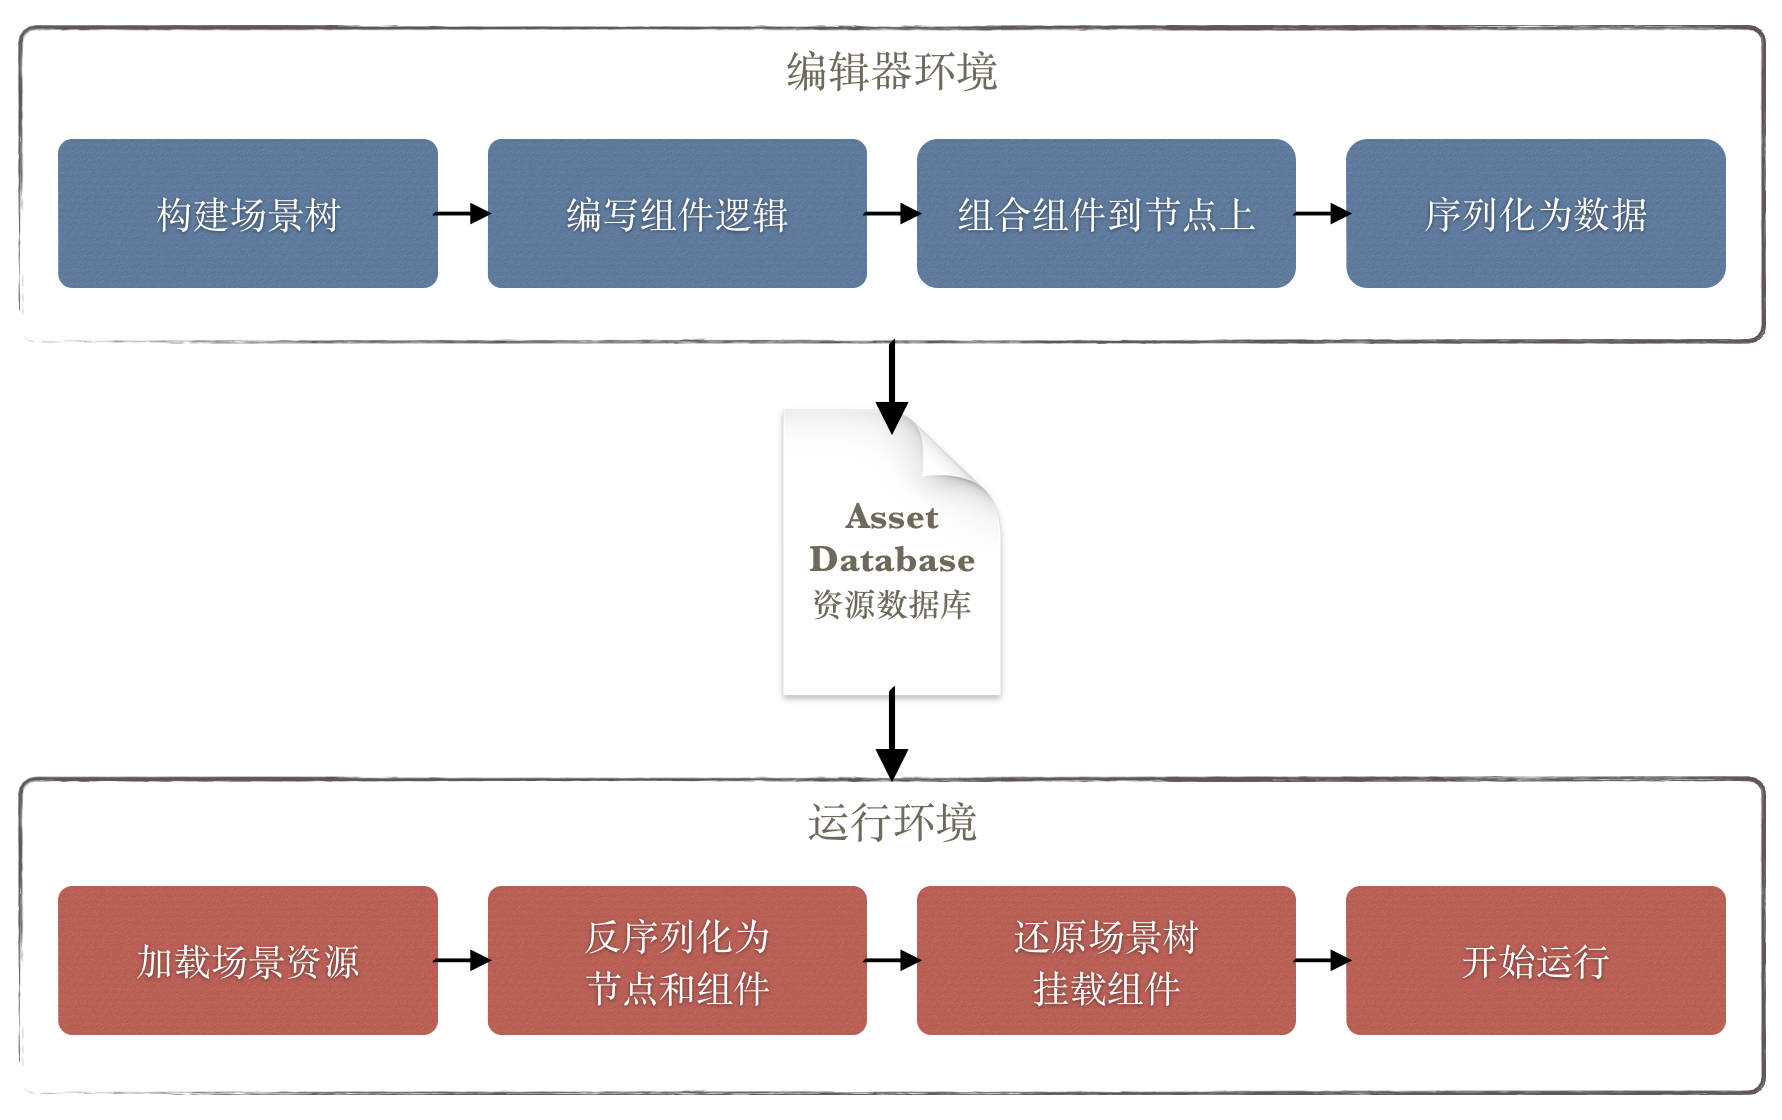 编辑器环境
构建场景树
编写组件逻辑
组合组件到节点上
序列化为数据
Asset
Database
资源数据库
运行环境
加载场景资源
反序列化为
节点和组件
还原场景树
挂载组件
开始运行